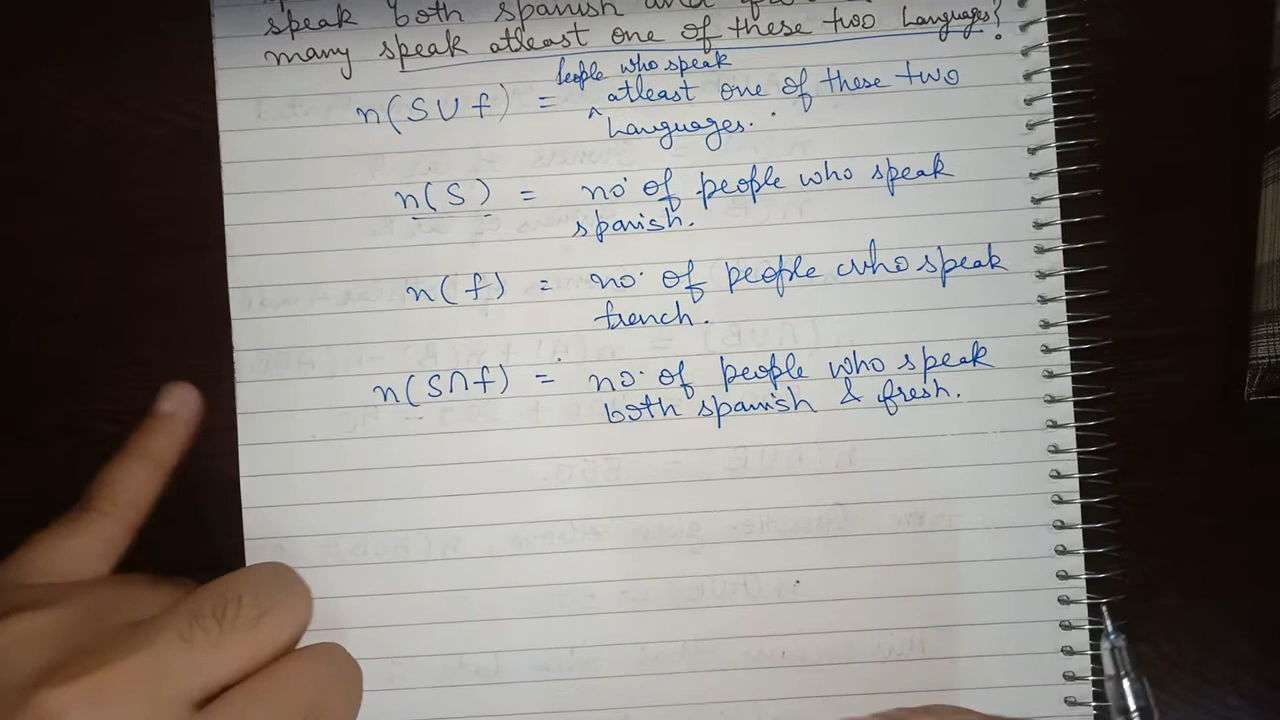 speak both spanish and
many speak atleast one of these two Languages?
people who speak
n(S∪f) = ^ atleast one of these two
Languages.
n(S) = no. of people who speak
spanish.
n(f) = no. of people who speak
french.
n(S∩f) = no. of people who speak
both spanish & fresh.